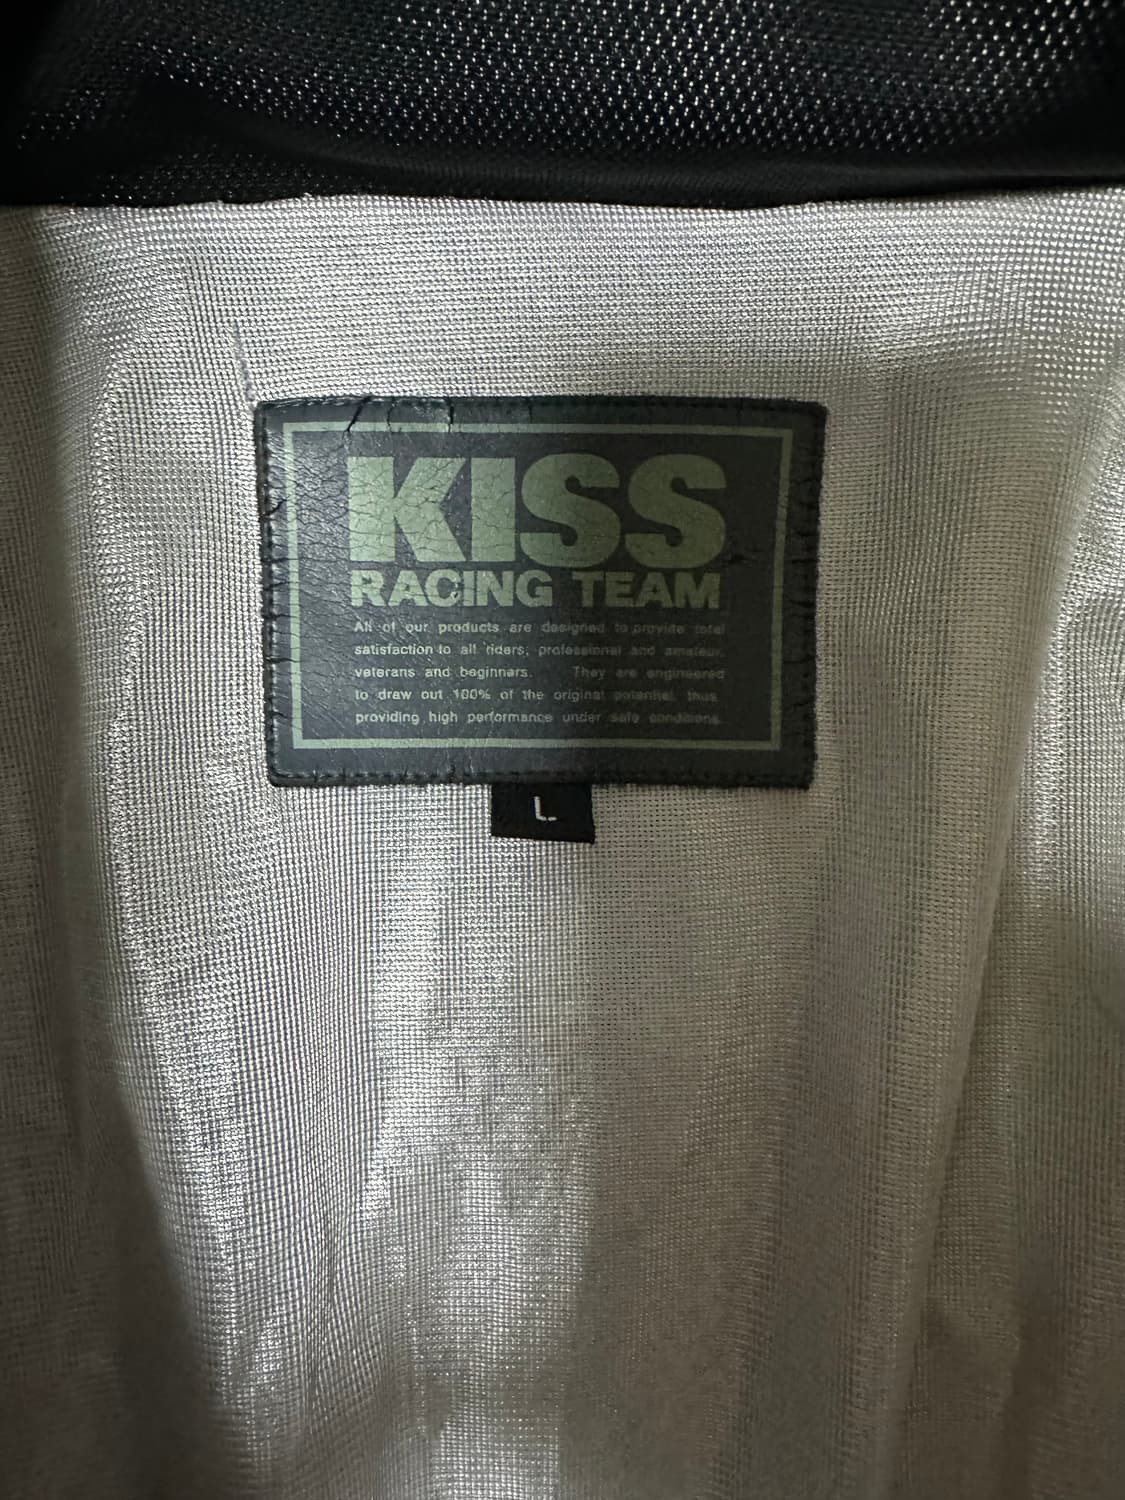 KISS
RACING TEAM
All of our products are designed to provide total
satisfaction to all riders, professional and amateur,
veterans and beginners. They are engineered
to draw out 100% of the original potential, thus
providing high performance under safe conditions.
L